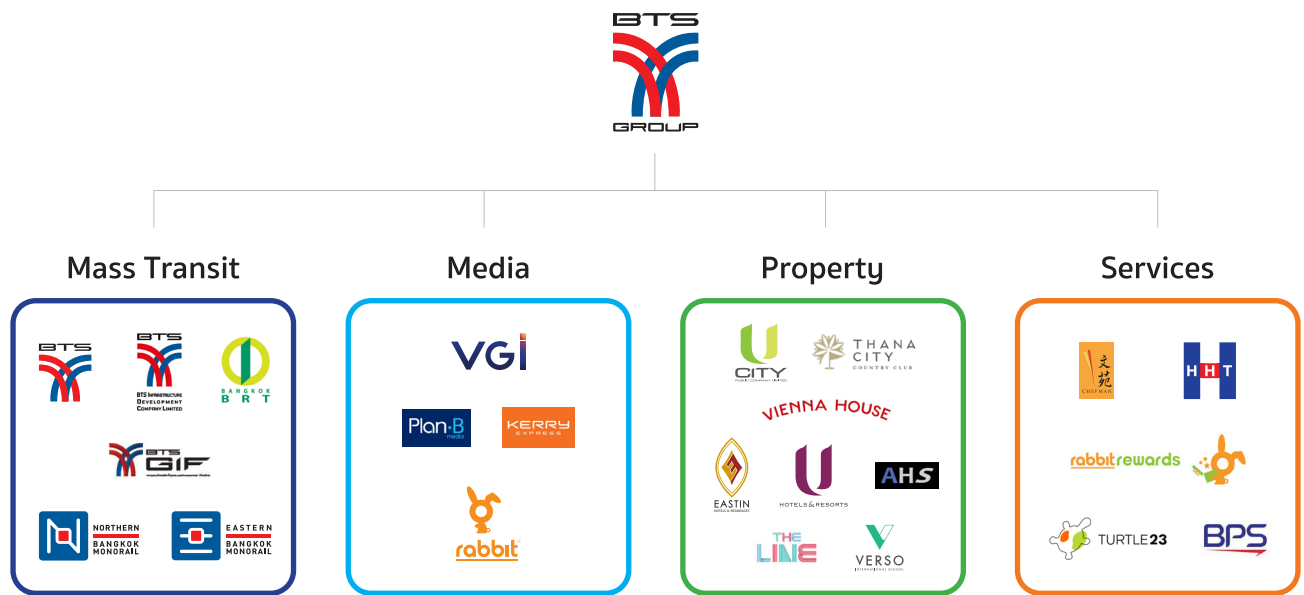 BTS
GROUP
Mass Transit
Media
Property
Services
BTS
BTS
BTS INFRASTRUCTURE
DEVELOPMENT
COMPANY LIMITED
BANGKOK
BRT
BTS
GIF
NORTHERN
BANGKOK
MONORAIL
EASTERN
BANGKOK
MONORAIL
VGI
Plan B
media
KERRY
EXPRESS
rabbit
U
CITY
PUBLIC COMPANY LIMITED
THANA
CITY
COUNTRY CLUB
VIENNA HOUSE
EASTIN
HOTELS & RESIDENCES
U
HOTELS & RESORTS
AHS
THE
LINE
VERSO
INTERNATIONAL SCHOOL
文
苑
CHEFMAN
HHT
rabbit rewards
TURTLE23
BPS